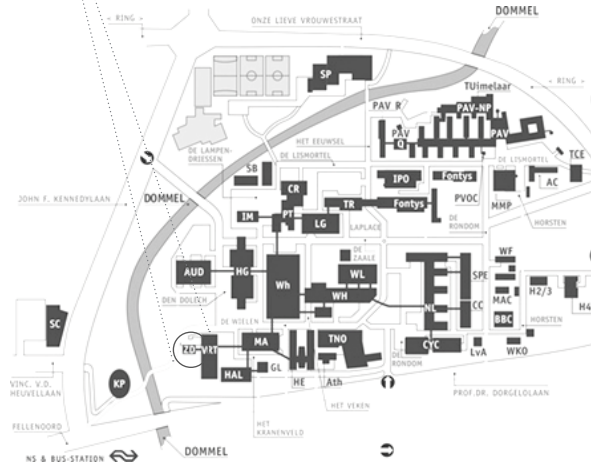 DOMMEL
< RING >
ONZE LIEVE VROUWESTRAAT
SP
TUimelaar
< RING >
PAV R
PAV-NP
HET EEUWSEL
PAV
Q
PAV
DE LAMPEN-
DRIESSEN
DE LISMORTEL
DE LISMORTEL
TCE
SB
IPO
Fontys
AC
CR
PVOC
MMP
JOHN F. KENNEDYLAAN
DOMMEL
TR
Fontys
HORSTEN
IM
PT
LG
DE
RONDOM
LAPLACE
DE
ZAALE
WF
AUD
HG
Wh
WL
SPE
H2/3
WH
NL
MAC
H4
DEN DOLECH
CC
BBC
HORSTEN
SC
DE WIELEN
ZD
VRT
MA
TNO
CYC
DE
RONDOM
LvA
WKO
KP
HAL
GL
HE
Ath
VINC. V.D.
HEUVELLAAN
PROF.DR. DORGELOLAAN
HET VEKEN
FELLENOORD
HET
KRANENVELD
DOMMEL
NS & BUS-STATION